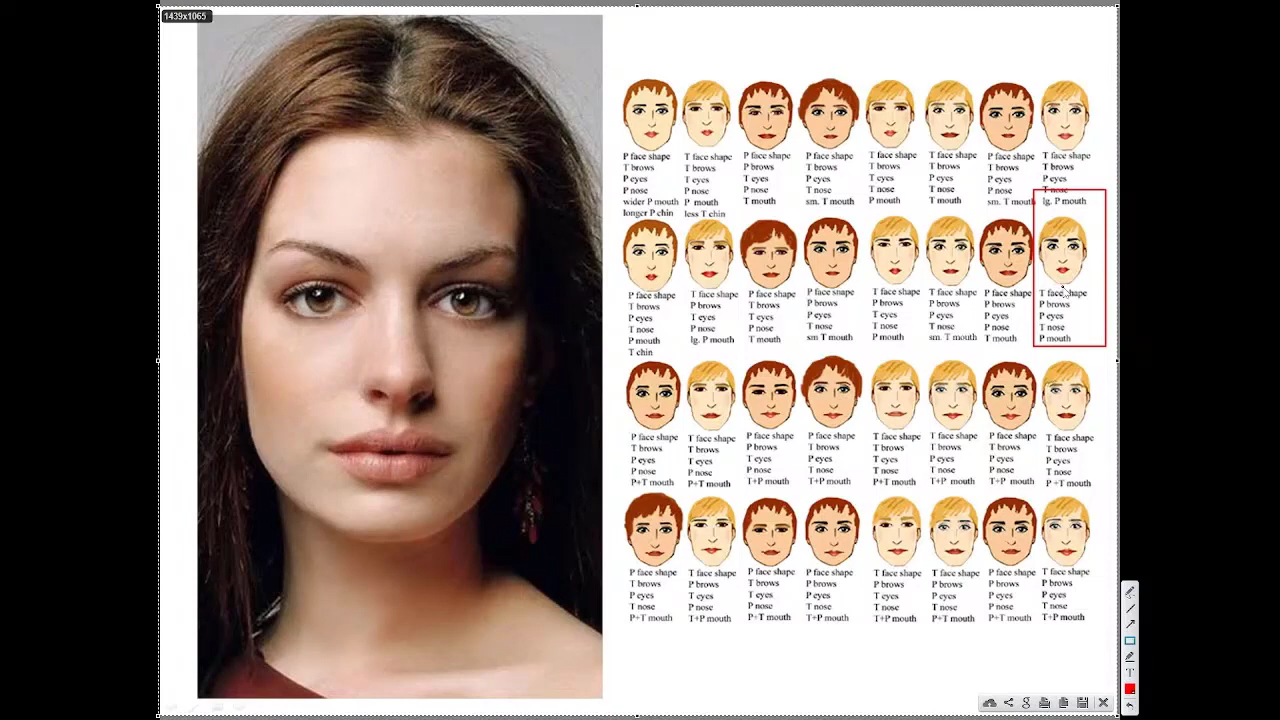 1439x1065
P face shape
T brows
P eyes
P nose
wider P mouth
longer P chin
T face shape
T brows
T eyes
P nose
P mouth
less T chin
P face shape
P brows
T eyes
P nose
T mouth
P face shape
T brows
P eyes
T nose
sm. T mouth
T face shape
T brows
T eyes
T nose
P mouth
T face shape
T brows
P eyes
T nose
T mouth
P face shape
P brows
P eyes
P nose
sm. T mouth
T face shape
T brows
P eyes
T nose
lg. P mouth
P face shape
T brows
P eyes
T nose
P mouth
T chin
T face shape
P brows
T eyes
P nose
lg. P mouth
P face shape
T brows
T eyes
P nose
T mouth
P face shape
P brows
P eyes
T nose
sm T mouth
T face shape
P brows
T eyes
T nose
P mouth
T face shape
P brows
P eyes
T nose
sm. T mouth
P face shape
P brows
P eyes
P nose
T mouth
T face shape
P brows
P eyes
T nose
P mouth
P face shape
T brows
P eyes
P nose
P+T mouth
T face shape
T brows
T eyes
P nose
P+T mouth
P face shape
P brows
T eyes
P nose
T+P mouth
P face shape
T brows
P eyes
T nose
T+P mouth
T face shape
T brows
T eyes
T nose
P+T mouth
T face shape
T brows
P eyes
T nose
T+P mouth
P face shape
T brows
P eyes
P nose
T+P mouth
T face shape
T brows
P eyes
T nose
P +T mouth
P face shape
T brows
P eyes
T nose
P+T mouth
T face shape
P brows
T eyes
P nose
T+P mouth
P face shape
T brows
T eyes
P nose
P+T mouth
P face shape
P brows
P eyes
T nose
T+P mouth
T face shape
P brows
T eyes
T nose
T+P mouth
T face shape
P brows
P eyes
T nose
P+T mouth
P face shape
P brows
P eyes
P nose
P+T mouth
T face shape
P brows
P eyes
T nose
T+P mouth